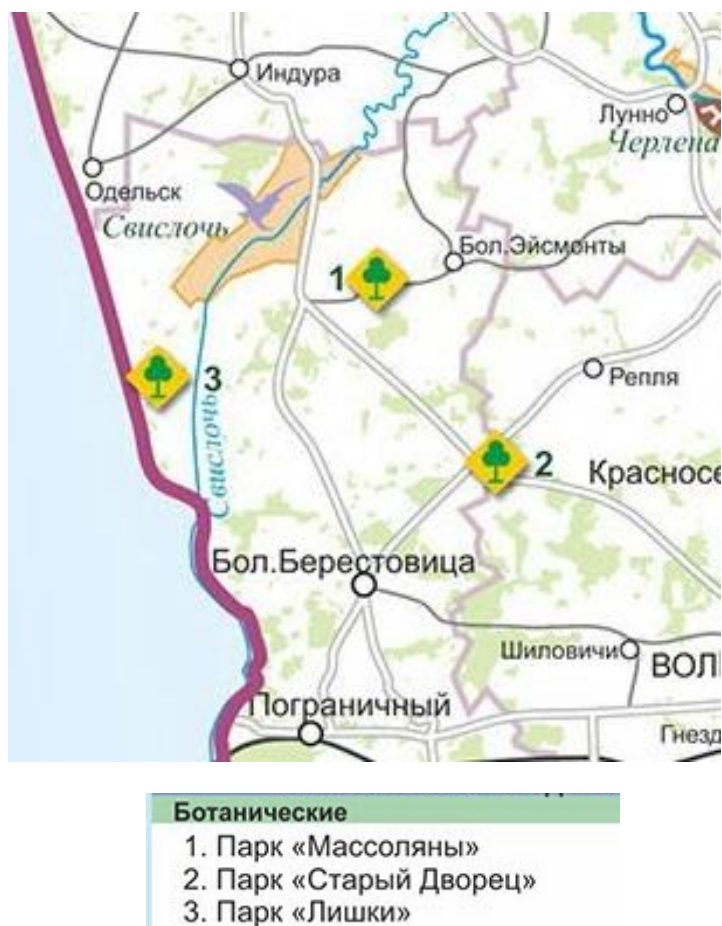 Индура
Лунно
Черлена
Одельск
Свислочь
Бол.Эйсмонты
1
3
Репля
Свислочь
2
Красносе
Бол.Берестовица
Шиловичи
ВОЛ
Пограничный
Гнезд
Ботанические
1. Парк «Массоляны»
2. Парк «Старый Дворец»
3. Парк «Лишки»